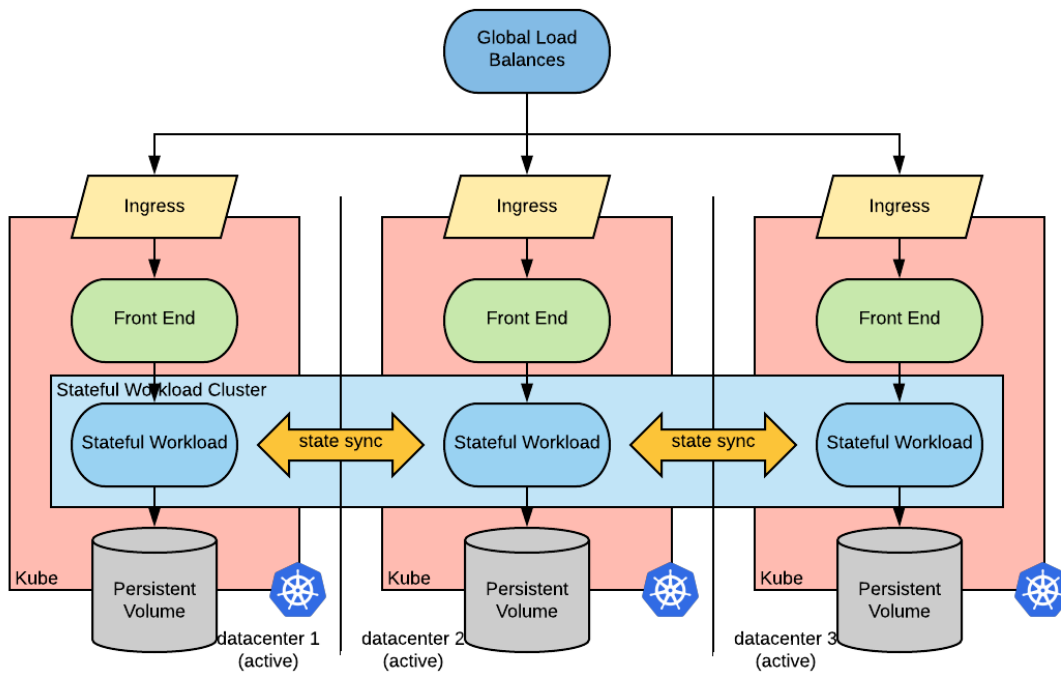 Global Load
Balances
Ingress
Ingress
Ingress
Front End
Front End
Front End
Stateful Workload Cluster
Stateful Workload
state sync
Stateful Workload
state sync
Stateful Workload
Kube
Persistent
Volume
Kube
Persistent
Volume
Kube
Persistent
Volume
datacenter 1
(active)
datacenter 2
(active)
datacenter 3
(active)